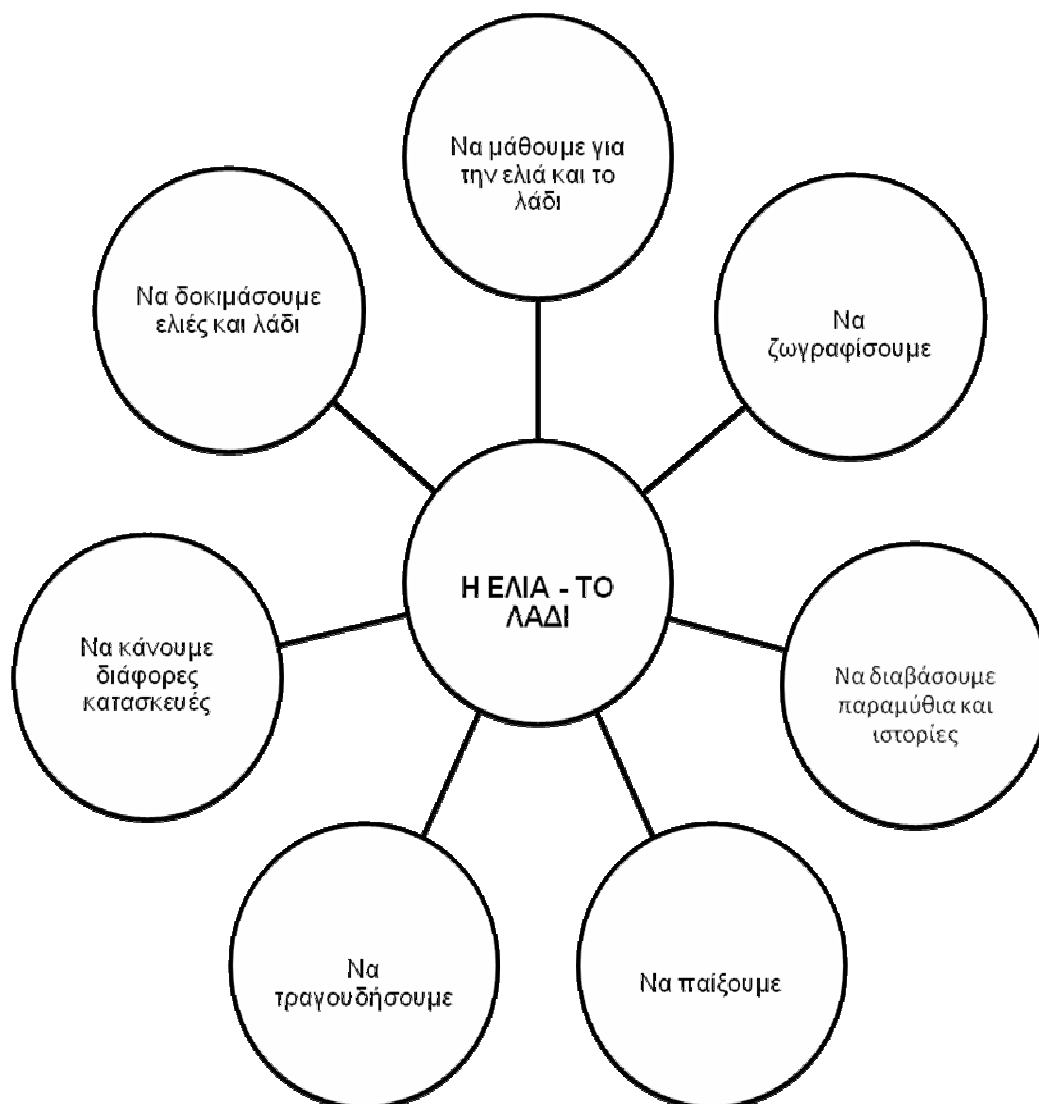 Να μάθουμε για
την ελιά και το
λάδι
Να
ζωγραφίσουμε
Να διαβάσουμε
παραμύθια και
ιστορίες
Να παίξουμε
Να
τραγουδήσουμε
Να κάνουμε
διάφορες
κατασκευές
Να δοκιμάσουμε
ελιές και λάδι
Η ΕΛΙΑ - ΤΟ
ΛΑΔΙ